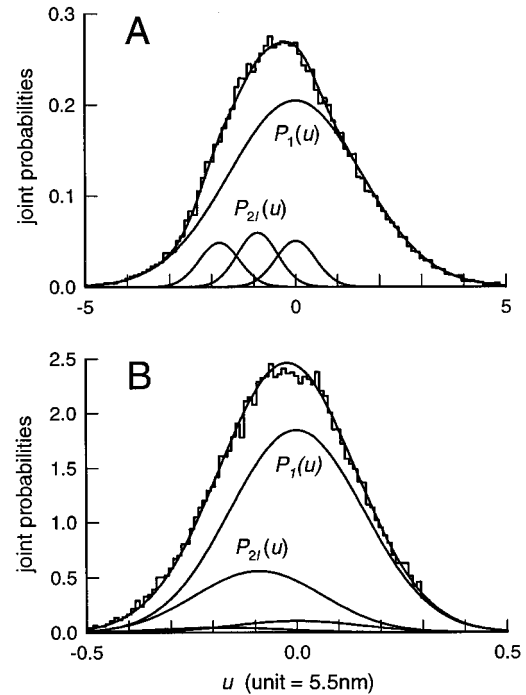 A
0.3
0.2
0.1
0.0
joint probabilities
P1(u)
P2l(u)
-5
0
5
B
2.5
2.0
1.5
1.0
0.5
0.0
joint probabilities
P1(u)
P2l(u)
-0.5
0.0
0.5
u (unit = 5.5nm)